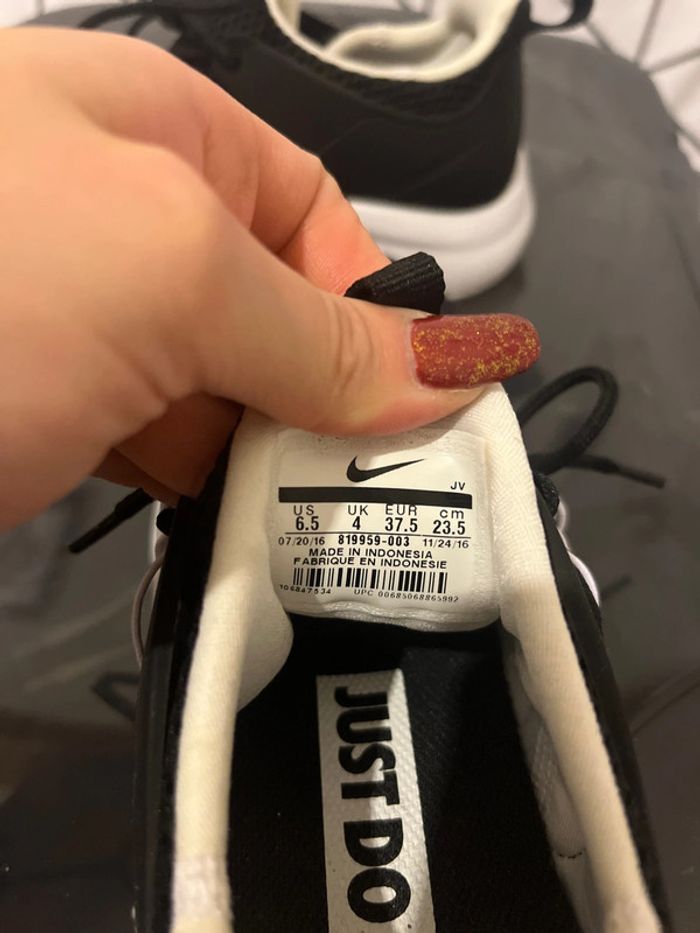 JV
US UK EUR cm
6.5 4 37.5 23.5
07/20/16 819959-003 11/24/16
MADE IN INDONESIA
FABRIQUE EN INDONESIE
UPC 00685068865992
JUST DO